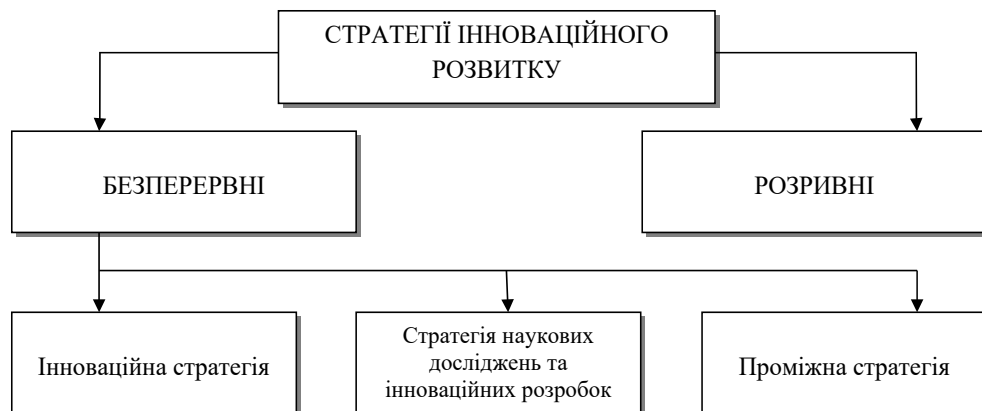 СТРАТЕГІЇ ІННОВАЦІЙНОГО
РОЗВИТКУ
БЕЗПЕРЕРВНІ
РОЗРИВНІ
Інноваційна стратегія
Стратегія наукових
досліджень та
інноваційних розробок
Проміжна стратегія